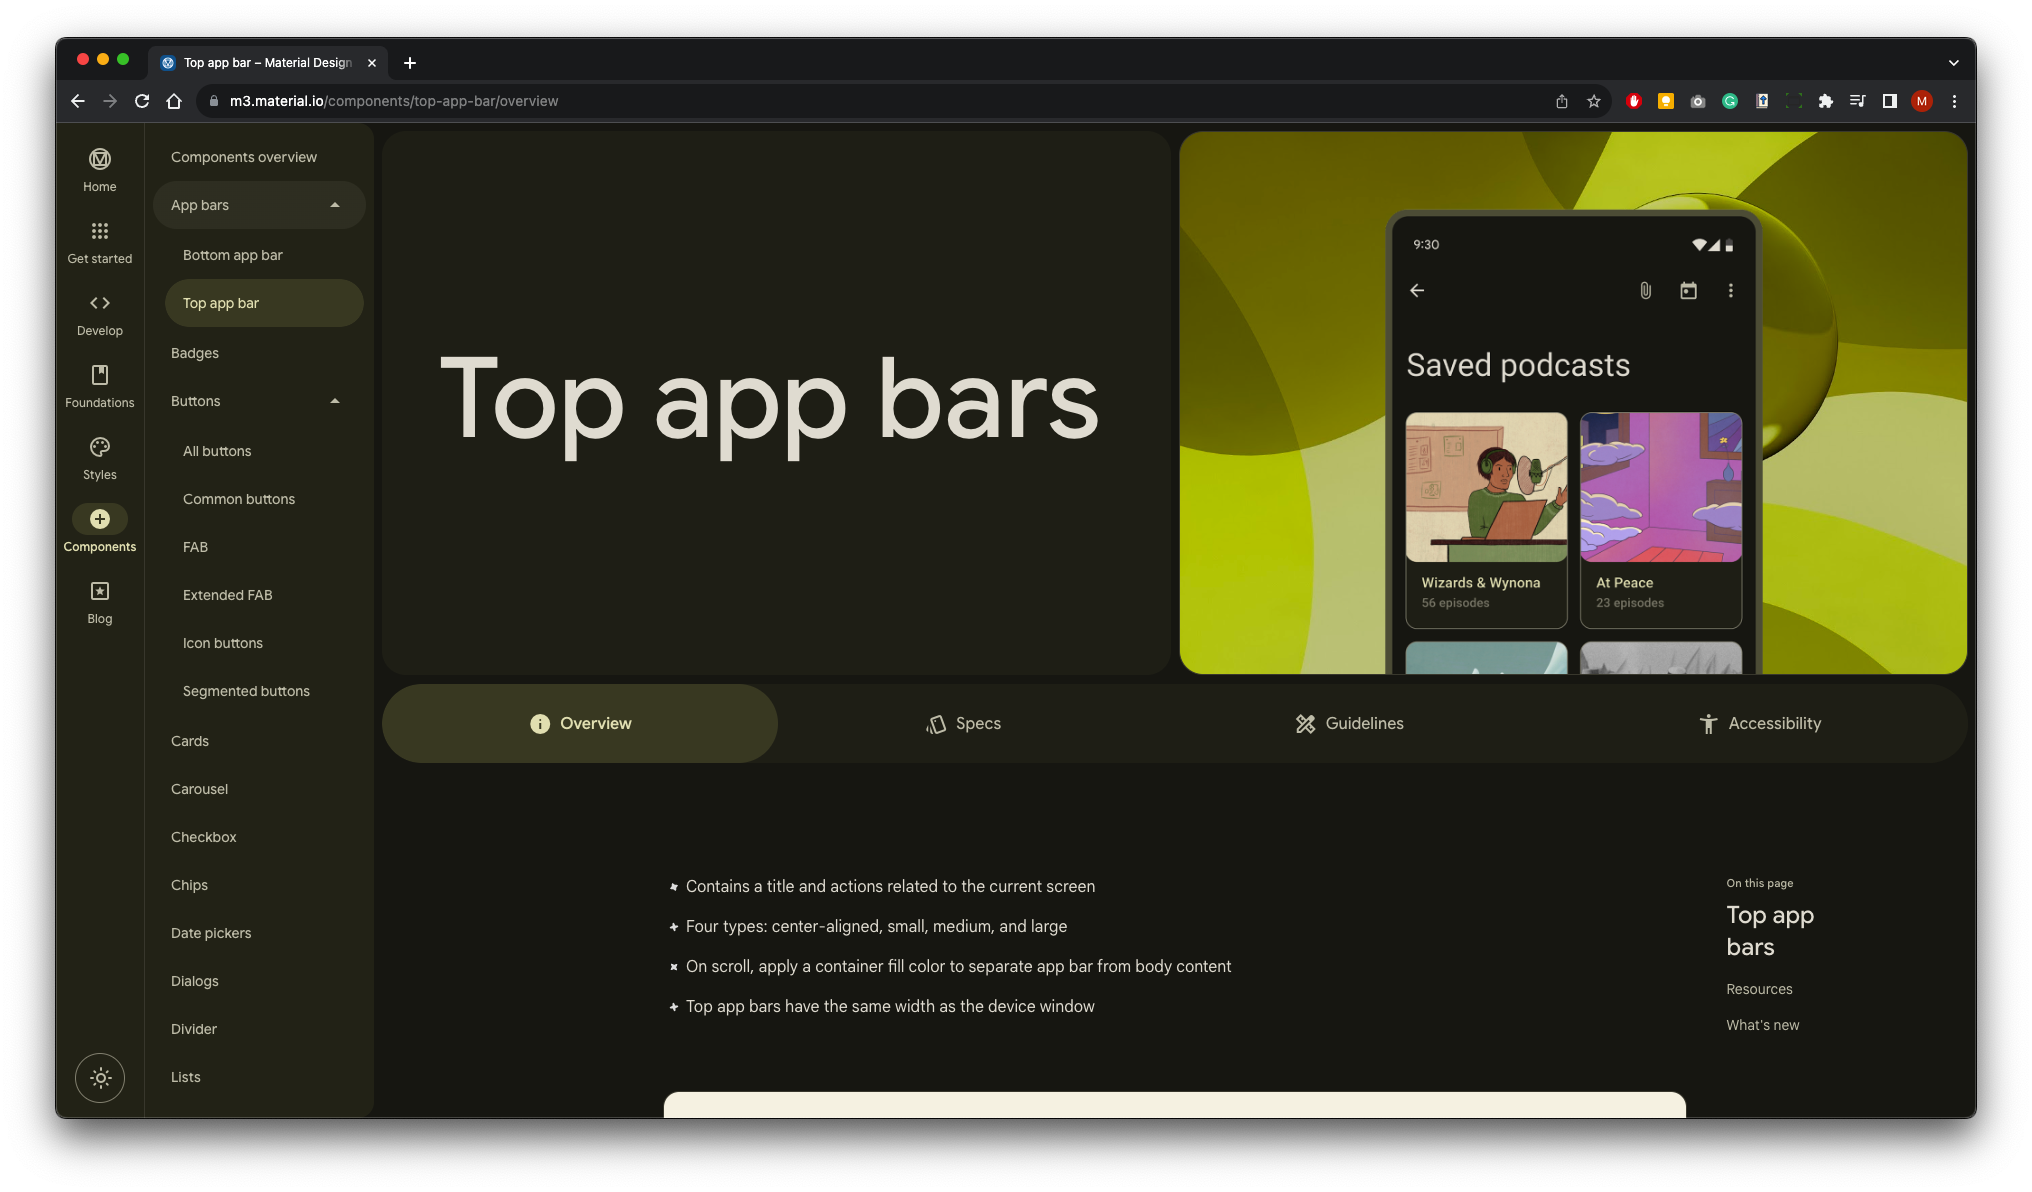 Top app bar – Material Design
m3.material.io/components/top-app-bar/overview
M
Home
Get started
Develop
Foundations
Styles
Components
Blog
Components overview
App bars
Bottom app bar
Top app bar
Badges
Buttons
All buttons
Common buttons
FAB
Extended FAB
Icon buttons
Segmented buttons
Cards
Carousel
Checkbox
Chips
Date pickers
Dialogs
Divider
Lists
Top app bars
9:30
Saved podcasts
Wizards & Wynona
56 episodes
At Peace
23 episodes
Overview
Specs
Guidelines
Accessibility
Contains a title and actions related to the current screen
Four types: center-aligned, small, medium, and large
On scroll, apply a container fill color to separate app bar from body content
Top app bars have the same width as the device window
On this page
Top app
bars
Resources
What's new